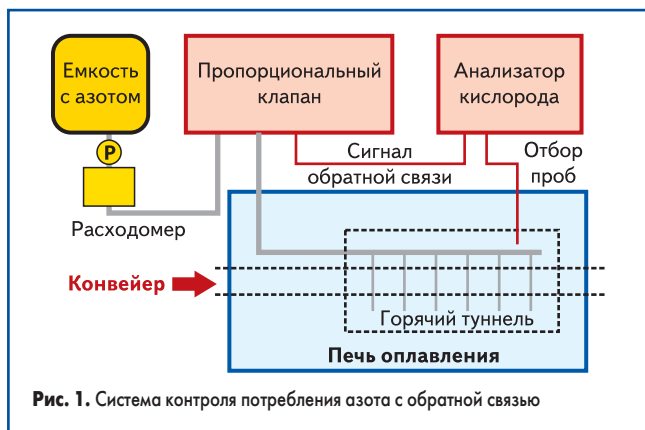 Емкость
с азотом
Пропорциональный
клапан
Анализатор
кислорода
P
Сигнал
обратной связи
Отбор
проб
Расходомер
Конвейер
Горячий туннель
Печь оплавления
Рис. 1. Система контроля потребления азота с обратной связью